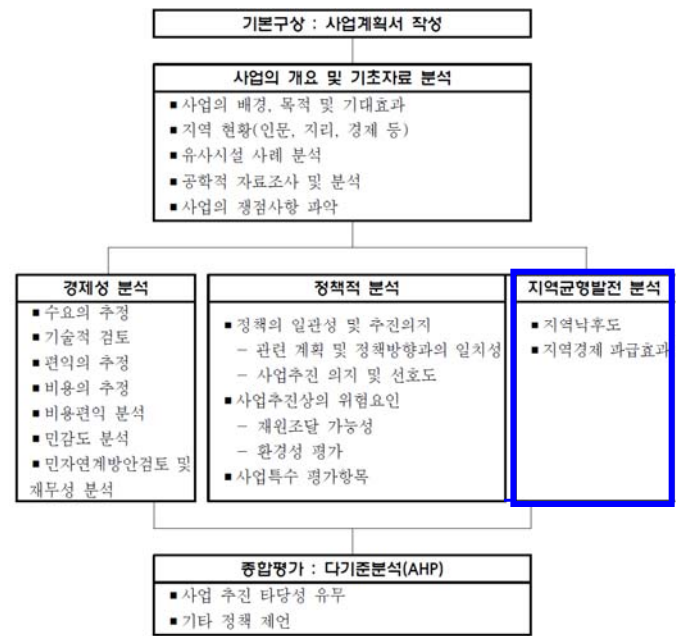 기본구상 : 사업계획서 작성
사업의 개요 및 기초자료 분석
▪사업의 배경, 목적 및 기대효과
▪지역 현황(인문, 지리, 경제 등)
▪유사시설 사례 분석
▪공학적 자료조사 및 분석
▪사업의 쟁점사항 파악
경제성 분석
▪수요의 추정
▪기술적 검토
▪편익의 추정
▪비용의 추정
▪비용편익 분석
▪민감도 분석
▪민자연계방안검토 및
재무성 분석
정책적 분석
▪정책의 일관성 및 추진의지
– 관련 계획 및 정책방향과의 일치성
– 사업추진 의지 및 선호도
▪사업추진상의 위험요인
– 재원조달 가능성
– 환경성 평가
▪사업특수 평가항목
지역균형발전 분석
▪지역낙후도
▪지역경제 파급효과
종합평가 : 다기준분석(AHP)
▪사업 추진 타당성 유무
▪기타 정책 제언